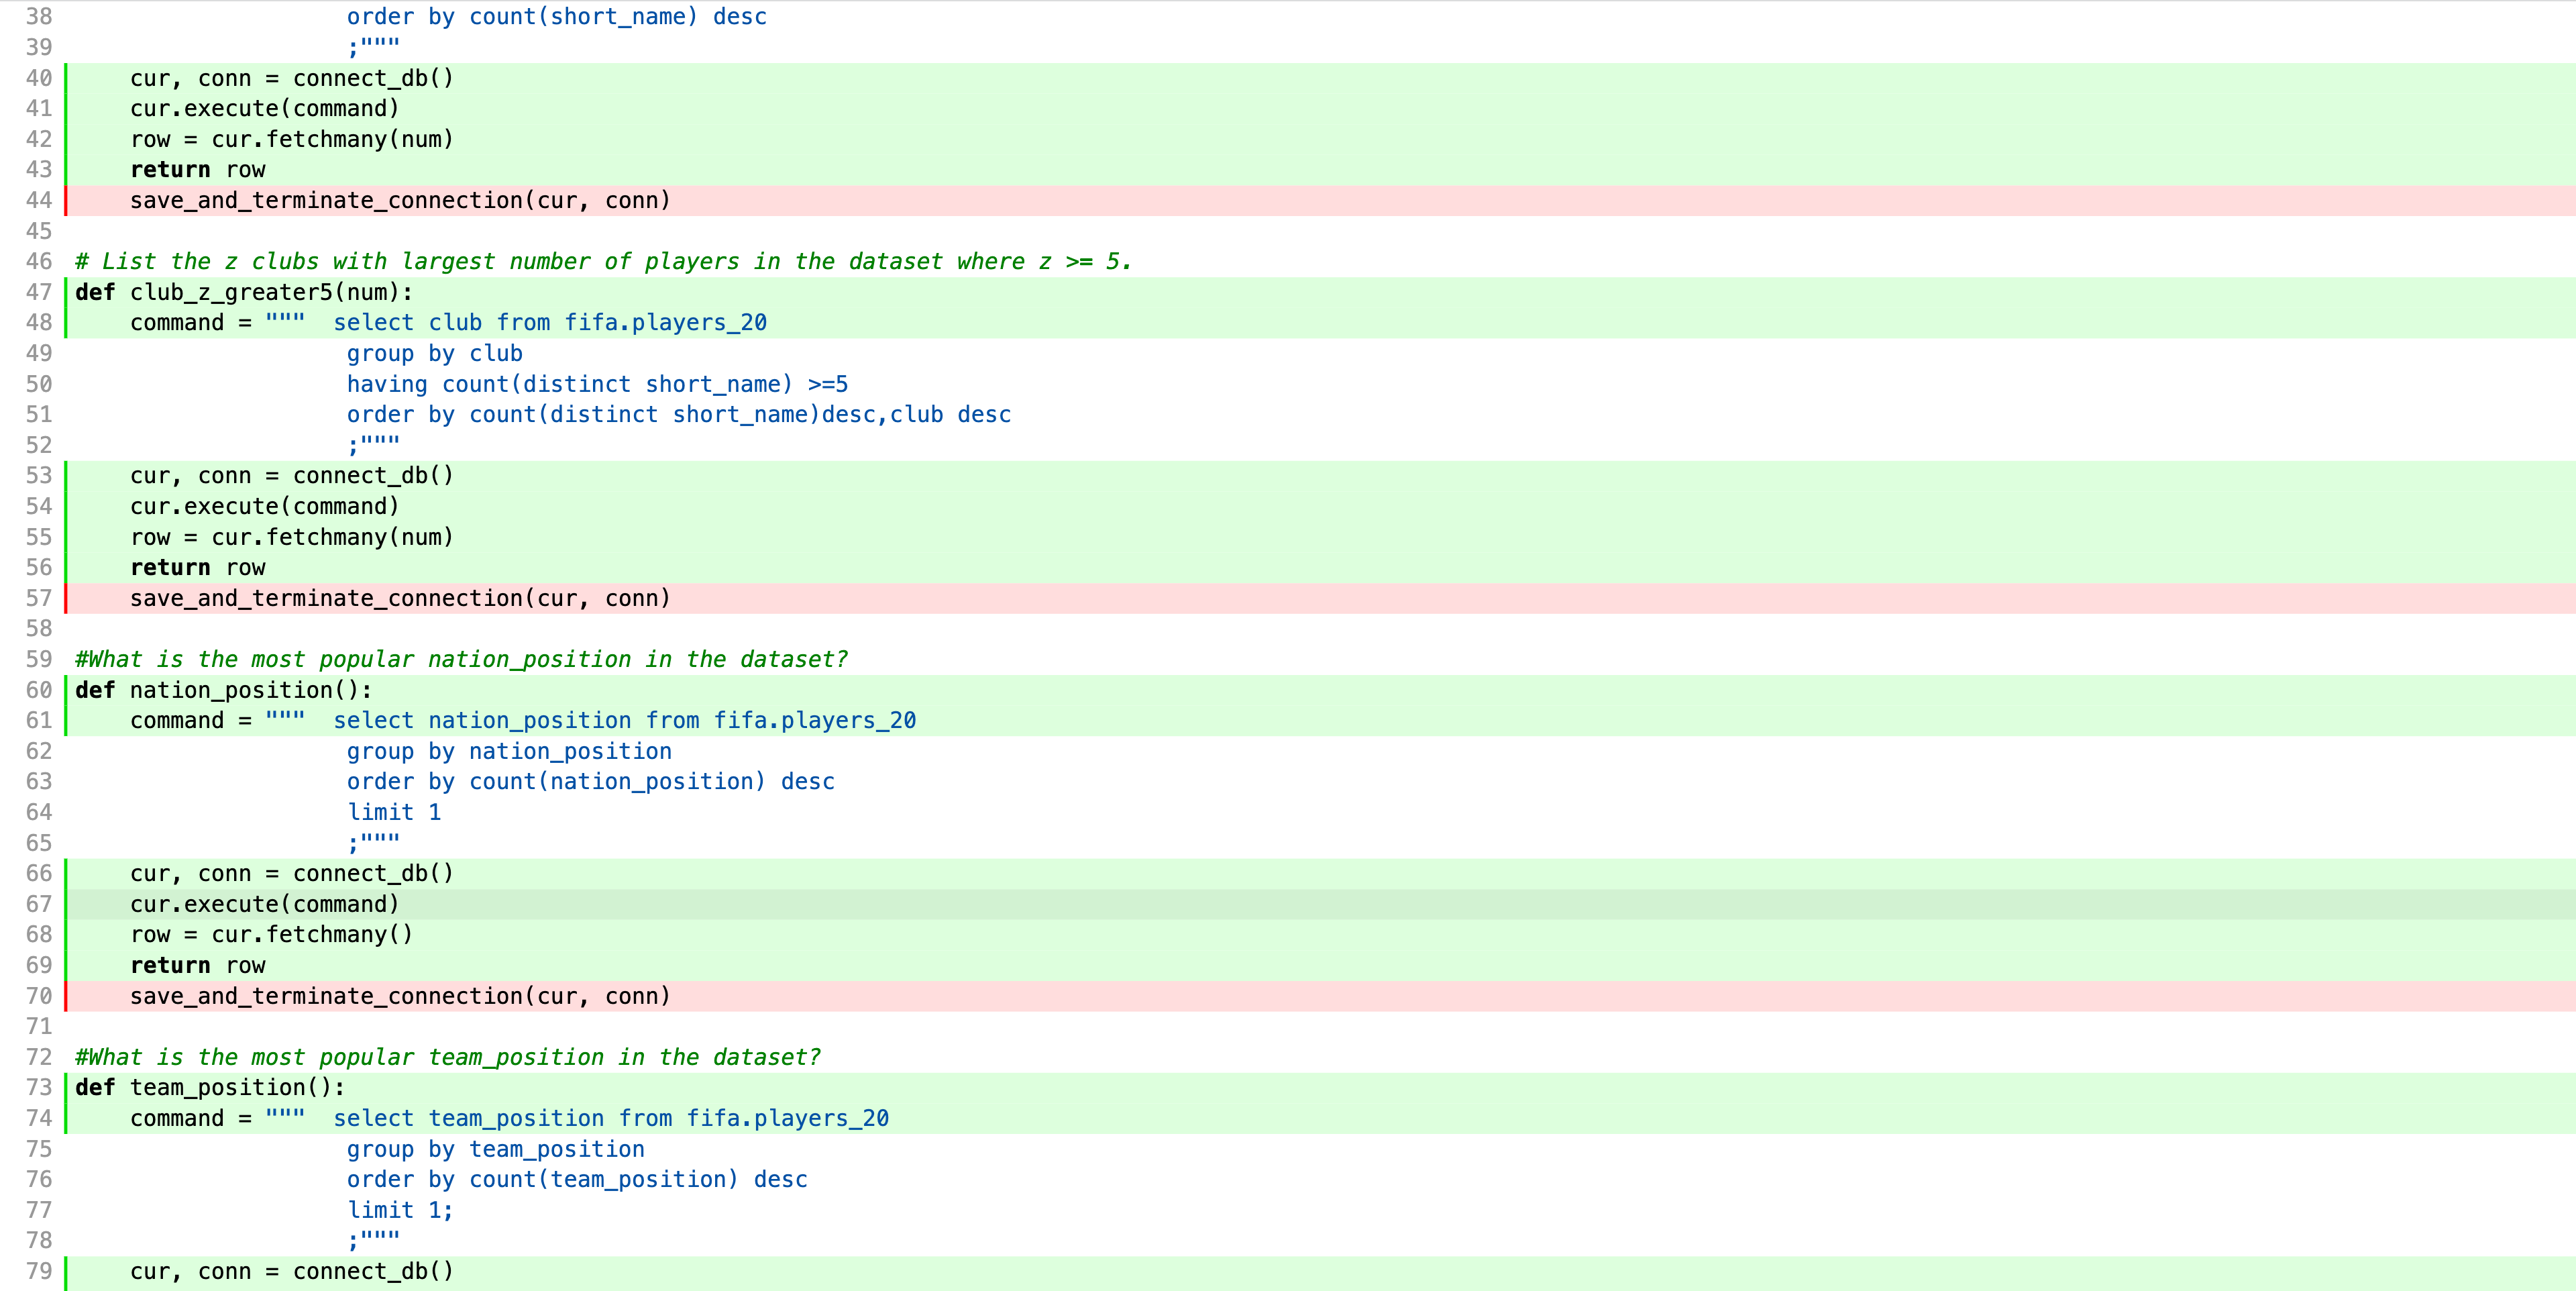 38 order by count(short_name) desc
39 ;"""
40 cur, conn = connect_db()
41 cur.execute(command)
42 row = cur.fetchmany(num)
43 return row
44 save_and_terminate_connection(cur, conn)
45
46 # List the z clubs with largest number of players in the dataset where z >= 5.
47 def club_z_greater5(num):
48 command = """  select club from fifa.players_20
49 group by club
50 having count(distinct short_name) >=5
51 order by count(distinct short_name)desc,club desc
52 ;"""
53 cur, conn = connect_db()
54 cur.execute(command)
55 row = cur.fetchmany(num)
56 return row
57 save_and_terminate_connection(cur, conn)
58
59 #What is the most popular nation_position in the dataset?
60 def nation_position():
61 command = """  select nation_position from fifa.players_20
62 group by nation_position
63 order by count(nation_position) desc
64 limit 1
65 ;"""
66 cur, conn = connect_db()
67 cur.execute(command)
68 row = cur.fetchmany()
69 return row
70 save_and_terminate_connection(cur, conn)
71
72 #What is the most popular team_position in the dataset?
73 def team_position():
74 command = """  select team_position from fifa.players_20
75 group by team_position
76 order by count(team_position) desc
77 limit 1;
78 ;"""
79 cur, conn = connect_db()